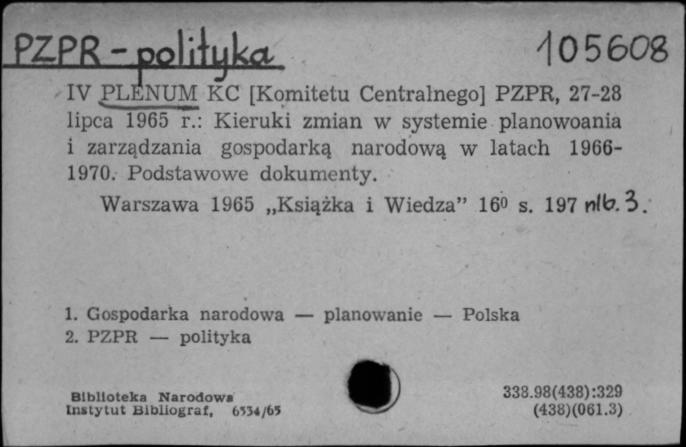 PZPR - polityka 105608
IV PLENUM KC [Komitetu Centralnego] PZPR, 27-28
lipca 1965 r.: Kieruki zmian w systemie planowoania
i zarządzania gospodarką narodową w latach 1966-
1970. Podstawowe dokumenty.
Warszawa 1965 „Książka i Wiedza” 16⁰ s. 197 nlb. 3.
1. Gospodarka narodowa — planowanie — Polska
2. PZPR — polityka
Biblioteka Narodowa 338.98(438):329
Instytut Bibliograf, 6534/65 (438)(061.3)